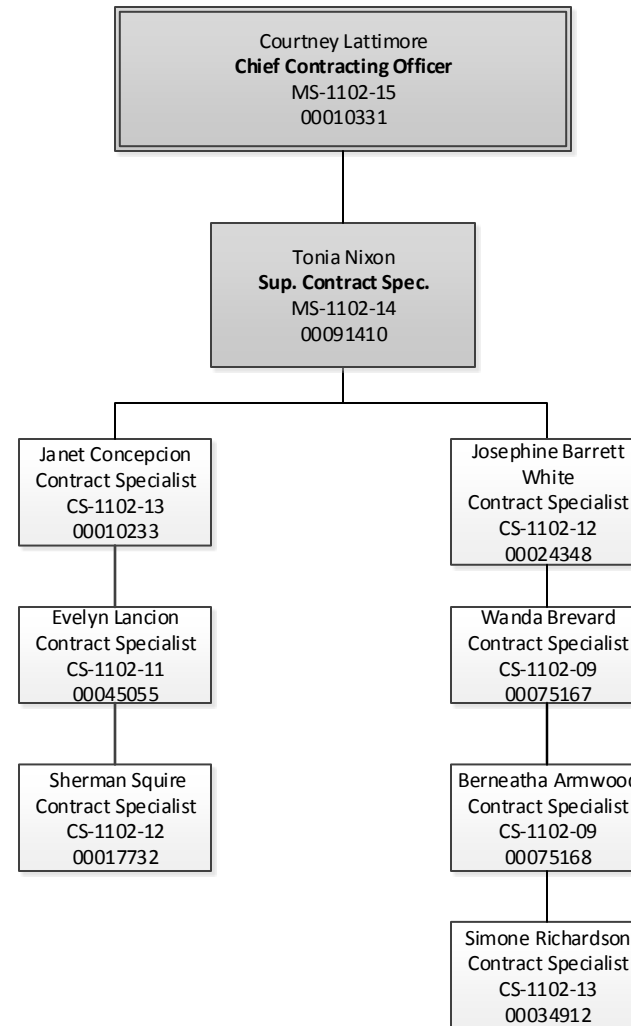 Courtney Lattimore
Chief Contracting Officer
MS-1102-15
00010331
Tonia Nixon
Sup. Contract Spec.
MS-1102-14
00091410
Janet Concepcion
Contract Specialist
CS-1102-13
00010233
Evelyn Lancion
Contract Specialist
CS-1102-11
00045055
Sherman Squire
Contract Specialist
CS-1102-12
00017732
Josephine Barrett
White
Contract Specialist
CS-1102-12
00024348
Wanda Brevard
Contract Specialist
CS-1102-09
00075167
Berneatha Armwood
Contract Specialist
CS-1102-09
00075168
Simone Richardson
Contract Specialist
CS-1102-13
00034912